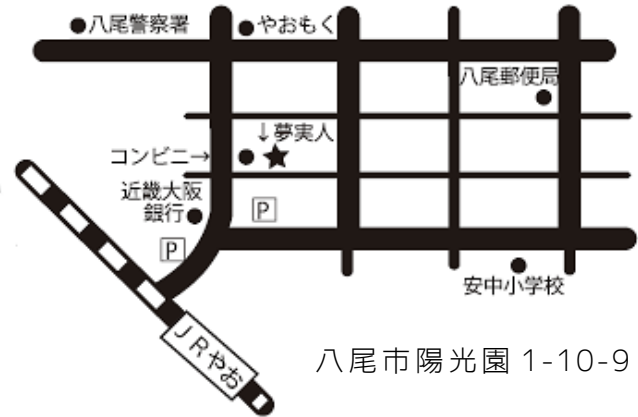 ●八尾警察署
●やおもく
八尾郵便局
↓夢実人
コンビニ→●★
近畿大阪
銀行●
P
P
安中小学校
JRやお
八尾市陽光園1-10-9